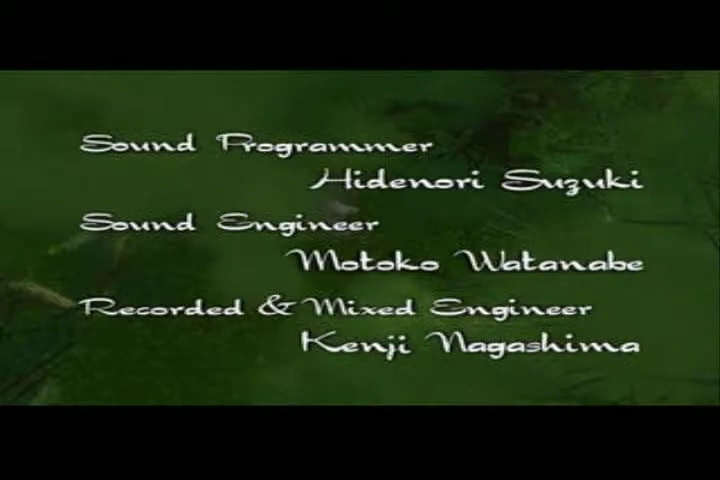 Sound Programmer
Hidenori Suzuki
Sound Engineer
Motoko Watanabe
Recorded & Mixed Engineer
Kenji Nagashima